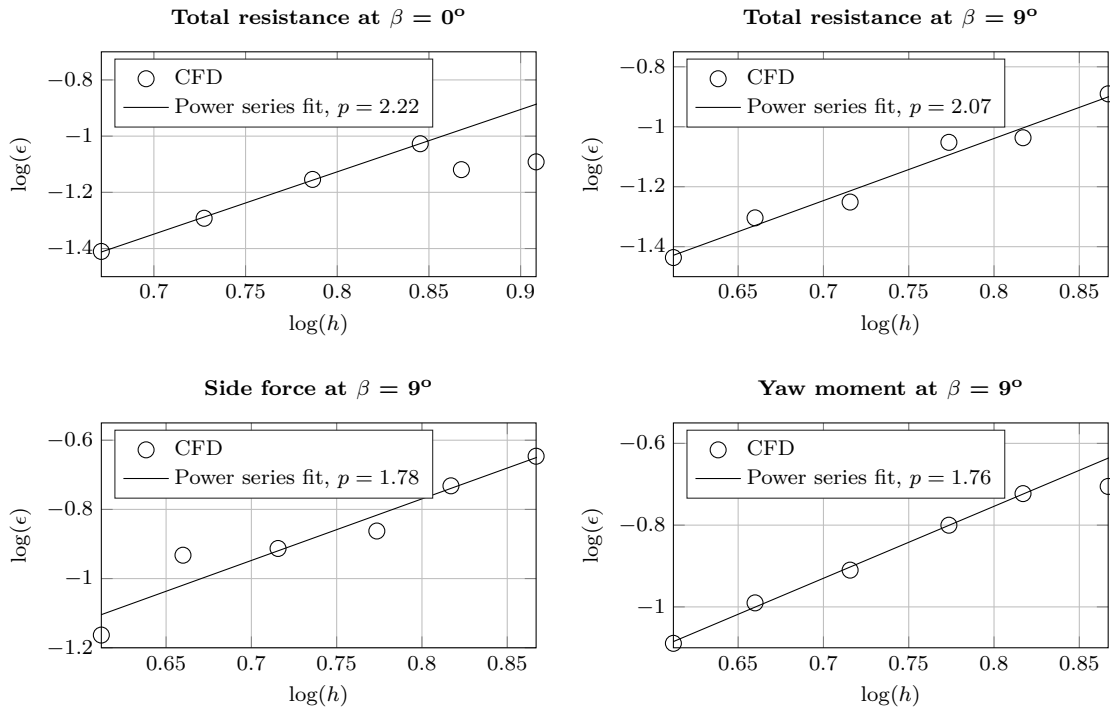 Total resistance at β = 0°
CFD
Power series fit, p = 2.22
−0.8
−1
−1.2
−1.4
log(ϵ)
0.7 0.75 0.8 0.85 0.9
log(h)
Total resistance at β = 9°
CFD
Power series fit, p = 2.07
−0.8
−1
−1.2
−1.4
log(ϵ)
0.65 0.7 0.75 0.8 0.85
log(h)
Side force at β = 9°
CFD
Power series fit, p = 1.78
−0.6
−0.8
−1
−1.2
log(ϵ)
0.65 0.7 0.75 0.8 0.85
log(h)
Yaw moment at β = 9°
CFD
Power series fit, p = 1.76
−0.6
−0.8
−1
log(ϵ)
0.65 0.7 0.75 0.8 0.85
log(h)